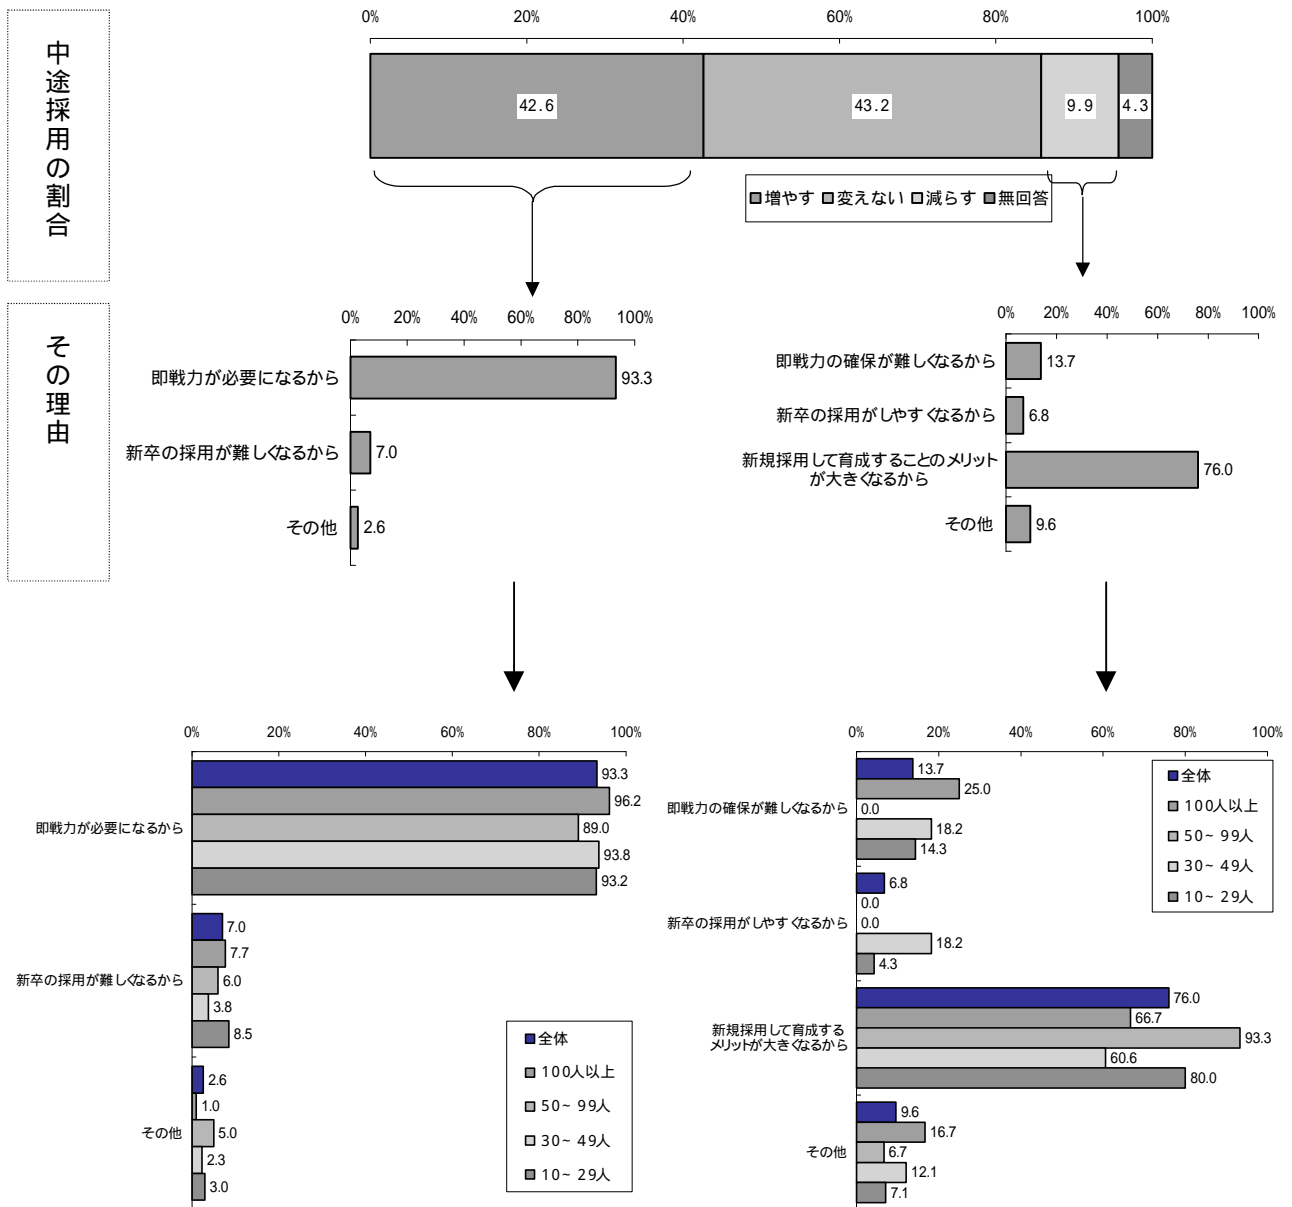 中途採用の割合
0% 20% 40% 60% 80% 100%
42.6 43.2 9.9 4.3
増やす 変えない 減らす 無回答
その理由
0% 20% 40% 60% 80% 100%
即戦力が必要になるから 93.3
新卒の採用が難しくなるから 7.0
その他 2.6
0% 20% 40% 60% 80% 100%
即戦力の確保が難しくなるから 13.7
新卒の採用がしやすくなるから 6.8
新規採用して育成することのメリット
が大きくなるから 76.0
その他 9.6
0% 20% 40% 60% 80% 100%
即戦力が必要になるから
93.3
96.2
89.0
93.8
93.2
新卒の採用が難しくなるから
7.0
7.7
6.0
3.8
8.5
その他
2.6
1.0
5.0
2.3
3.0
全体
100人以上
50~99人
30~49人
10~29人
0% 20% 40% 60% 80% 100%
即戦力の確保が難しくなるから
13.7
25.0
0.0
18.2
14.3
新卒の採用がしやすくなるから
6.8
0.0
0.0
18.2
4.3
新規採用して育成する
メリットが大きくなるから
76.0
66.7
93.3
60.6
80.0
その他
9.6
16.7
6.7
12.1
7.1
全体
100人以上
50~99人
30~49人
10~29人